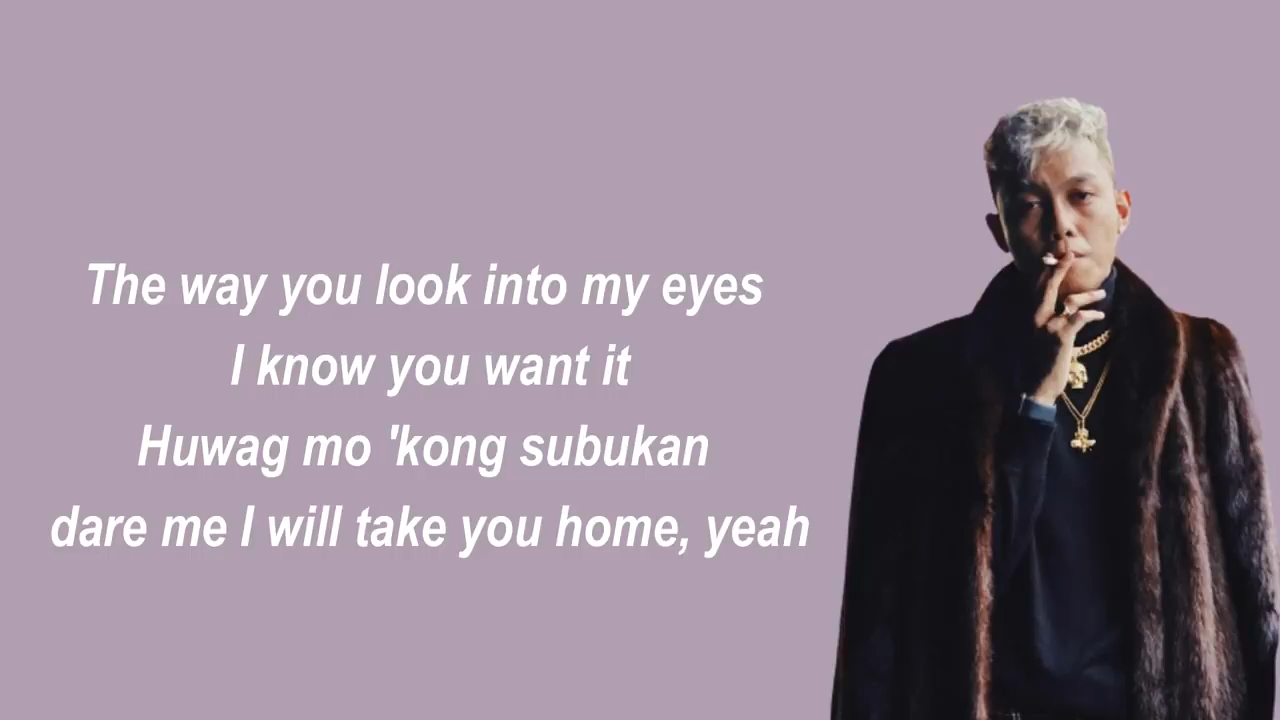 The way you look into my eyes
I know you want it
Huwag mo 'kong subukan
dare me I will take you home, yeah